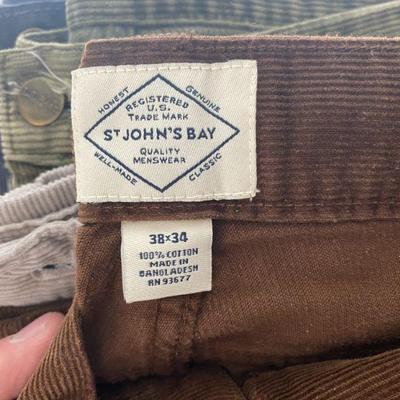 HONEST
GENUINE
REGISTERED
U.S.
TRADE MARK
ST JOHN'S BAY
QUALITY
MENSWEAR
WELL-MADE
CLASSIC
38x34
100% COTTON
MADE IN
BANGLADESH
RN 93677